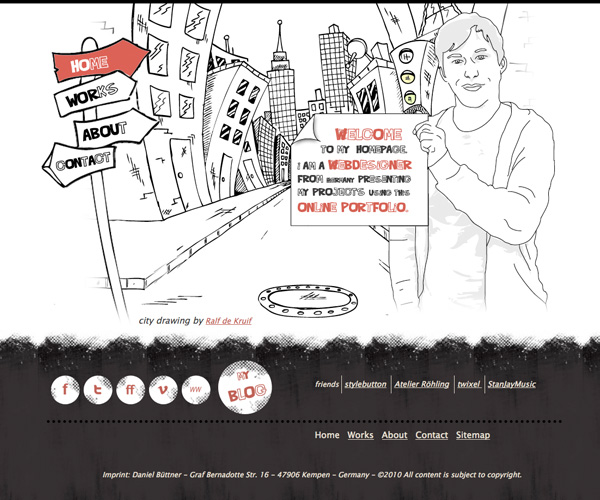 HOME
WORKS
ABOUT
CONTACT
WELCOME
TO MY HOMEPAGE.
I AM A WEBDESIGNER
FROM GERMANY PRESENTING
MY PROJECTS USING THIS
ONLINE PORTFOLIO.
city drawing by Ralf de Kruif
f t ff v ww
MY
BLOG
friends stylebutton Atelier Röhling twixel StanJayMusic
Home Works About Contact Sitemap
Imprint: Daniel Büttner – Graf Bernadotte Str. 16 – 47906 Kempen – Germany – ©2010 All content is subject to copyright.